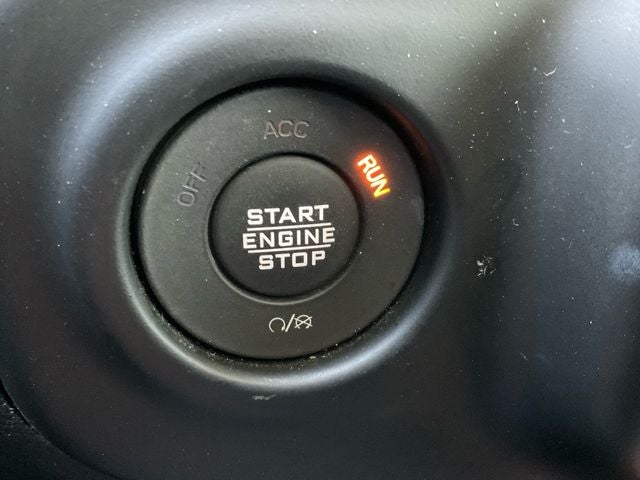 ACC
OFF
RUN
START
ENGINE
STOP